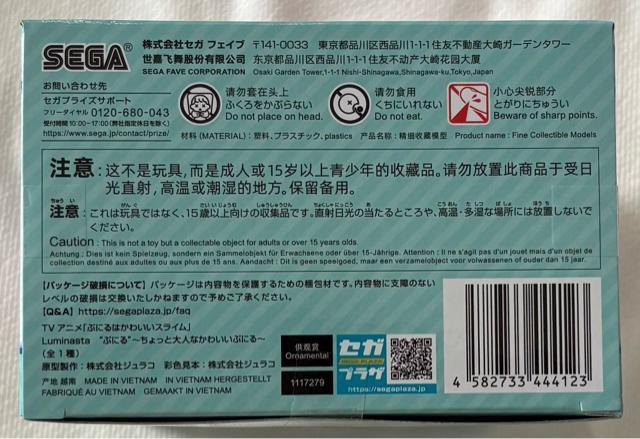 SEGA
株式会社セガ フェイブ 〒141-0033 東京都品川区西品川1-1-1住友不動産大崎ガーデンタワー
世嘉飞舞股份有限公司 东京都品川区西品川1-1-1住友不动产大崎花园大厦
SEGA FAVE CORPORATION Osaki Garden Tower,1-1-1 Nishi-Shinagawa,Shinagawa-ku,Tokyo,Japan
お問い合わせ先
セガプライズサポート
フリーダイヤル 0120-680-043
受付時間 10:00~17:00(弊社指定休日を除く)
https://sega.jp/contact/prize/
请勿套在头上
ふくろをかぶらない
Do not place on head.
请勿食用
くちにいれない
Do not eat.
小心尖锐部分
とがりにちゅうい
Beware of sharp points.
材料(MATERIAL):塑料、プラスチック、plastics 产品名称:精细收藏模型 Product name : Fine Collectible Models
注意:这不是玩具,而是成人或15岁以上青少年的收藏品。请勿放置此商品于受日
光直射,高温或潮湿的地方。保留备用。
注意:これは玩具ではなく、15歳以上向けの収集品です。直射日光の当たるところや、高温・多湿な場所には放置しないで
ください。
Caution : This is not a toy but a collectable object for adults or over 15 years olds.
Achtung : Dies ist kein Spielzeug, sondern ein Sammelobjekt für Erwachsene oder über 15-Jährige. Attention : Il ne s'agit pas d'un jouet mais d'un objet de
collection destiné aux adultes ou aux plus de 15 ans. Aandacht : Dit is geen speelgoed, maar een verzamelobject voor volwassenen of ouder dan 15 jaar.
【パッケージ破損について】パッケージは内容物を保護するための梱包材です。内容物に影響のない
レベルの破損は交換いたしかねますので予めご了承ください。
【Q&A】https://segaplaza.jp/faq
TVアニメ「ぷにるはかわいいスライム」
Luminasta “ぷにる”~ちょっと大人なかわいいぷにる~
(全1種)
原型製作:株式会社ジュラコ 彩色見本:株式会社ジュラコ
产地 越南 MADE IN VIETNAM IN VIETNAM HERGESTELLT
FABRIQUÉ AU VIETNAM GEMAAKT IN VIETNAM
供观赏
Ornamental
1117279
セガ
プラザ
https://segaplaza.jp
4 582733 444123